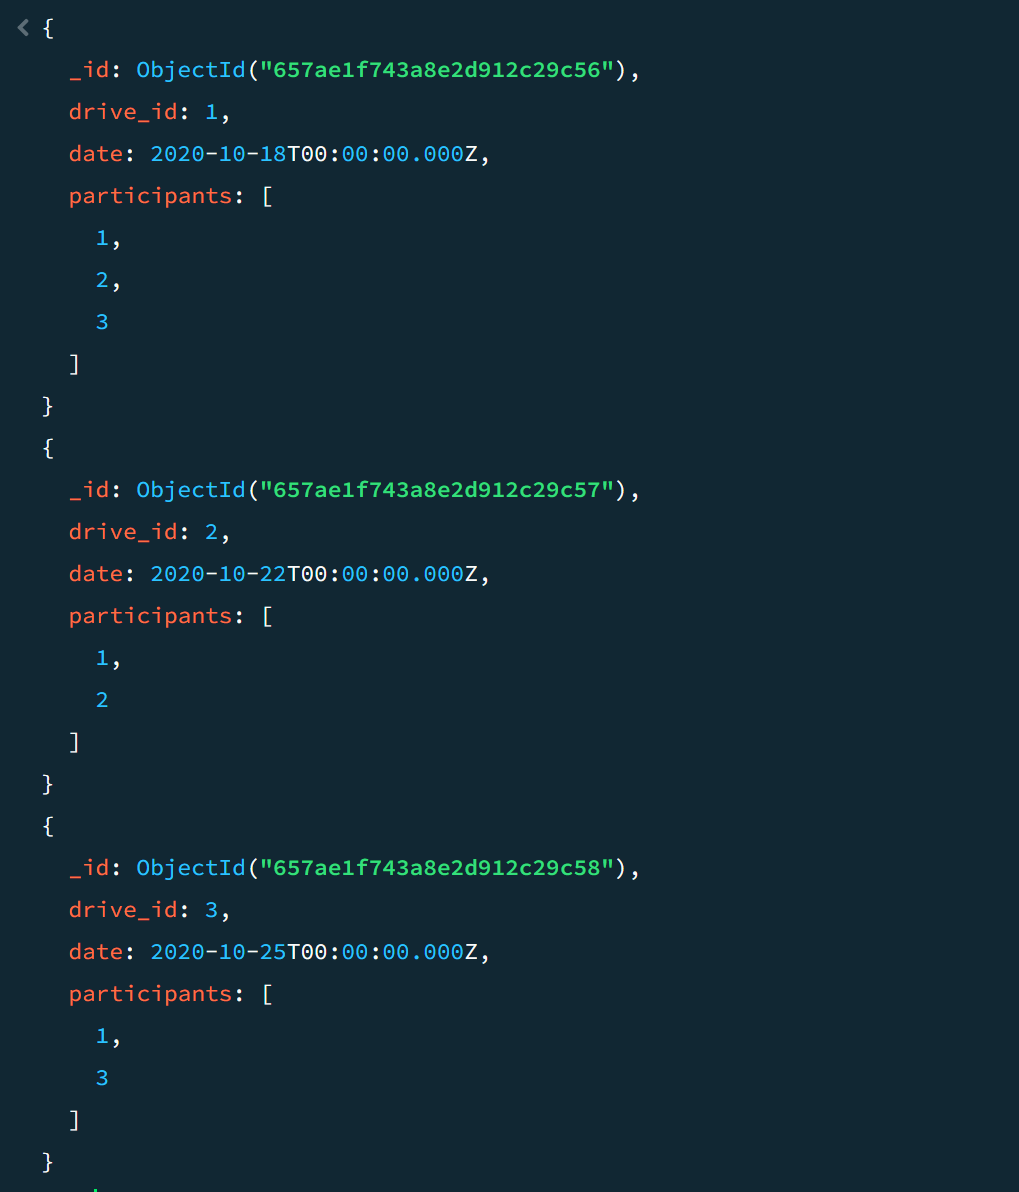 {
_id: ObjectId("657ae1f743a8e2d912c29c56"),
drive_id: 1,
date: 2020-10-18T00:00:00.000Z,
participants: [
1,
2,
3
]
}
{
_id: ObjectId("657ae1f743a8e2d912c29c57"),
drive_id: 2,
date: 2020-10-22T00:00:00.000Z,
participants: [
1,
2
]
}
{
_id: ObjectId("657ae1f743a8e2d912c29c58"),
drive_id: 3,
date: 2020-10-25T00:00:00.000Z,
participants: [
1,
3
]
}